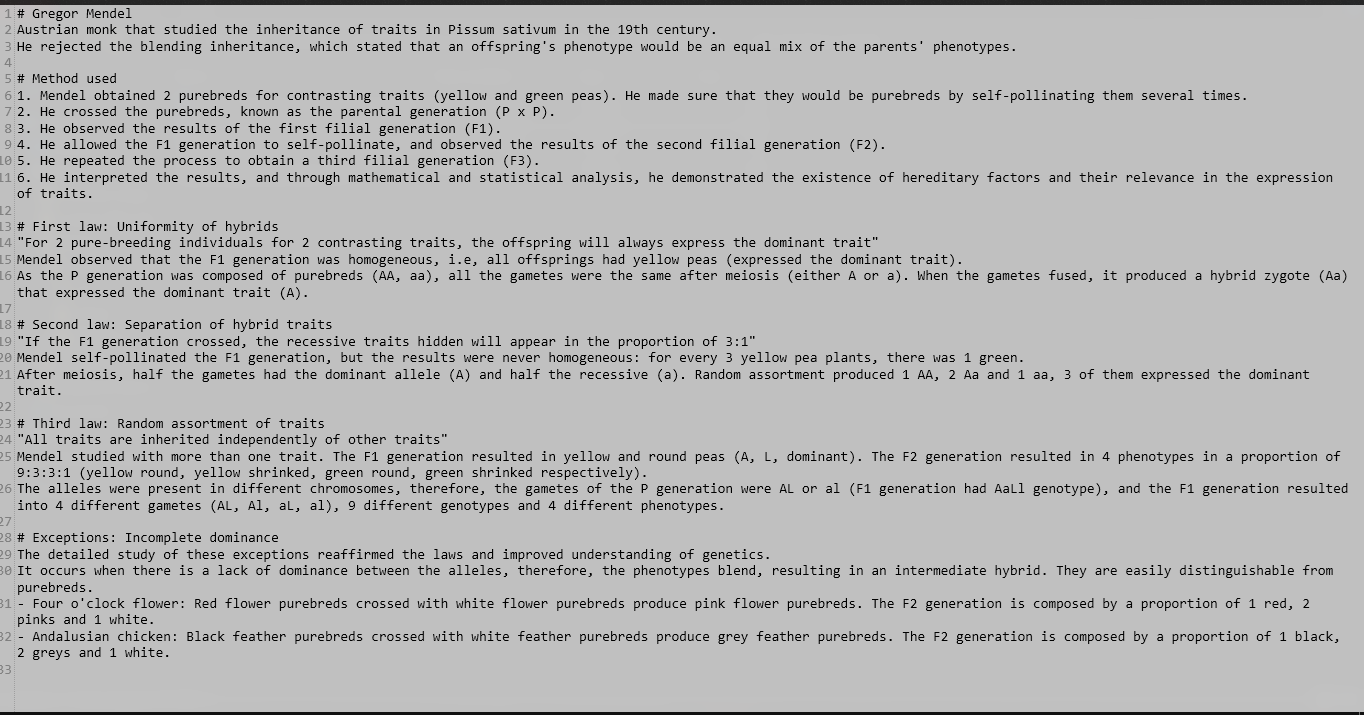 1 # Gregor Mendel
2 Austrian monk that studied the inheritance of traits in Pissum sativum in the 19th century.
3 He rejected the blending inheritance, which stated that an offspring's phenotype would be an equal mix of the parents' phenotypes.
4
5 # Method used
6 1. Mendel obtained 2 purebreds for contrasting traits (yellow and green peas). He made sure that they would be purebreds by self-pollinating them several times.
7 2. He crossed the purebreds, known as the parental generation (P x P).
8 3. He observed the results of the first filial generation (F1).
9 4. He allowed the F1 generation to self-pollinate, and observed the results of the second filial generation (F2).
10 5. He repeated the process to obtain a third filial generation (F3).
11 6. He interpreted the results, and through mathematical and statistical analysis, he demonstrated the existence of hereditary factors and their relevance in the expression
of traits.
12
13 # First law: Uniformity of hybrids
14 "For 2 pure-breeding individuals for 2 contrasting traits, the offspring will always express the dominant trait"
15 Mendel observed that the F1 generation was homogeneous, i.e, all offsprings had yellow peas (expressed the dominant trait).
16 As the P generation was composed of purebreds (AA, aa), all the gametes were the same after meiosis (either A or a). When the gametes fused, it produced a hybrid zygote (Aa)
that expressed the dominant trait (A).
17
18 # Second law: Separation of hybrid traits
19 "If the F1 generation crossed, the recessive traits hidden will appear in the proportion of 3:1"
20 Mendel self-pollinated the F1 generation, but the results were never homogeneous: for every 3 yellow pea plants, there was 1 green.
21 After meiosis, half the gametes had the dominant allele (A) and half the recessive (a). Random assortment produced 1 AA, 2 Aa and 1 aa, 3 of them expressed the dominant
trait.
22
23 # Third law: Random assortment of traits
24 "All traits are inherited independently of other traits"
25 Mendel studied with more than one trait. The F1 generation resulted in yellow and round peas (A, L, dominant). The F2 generation resulted in 4 phenotypes in a proportion of
9:3:3:1 (yellow round, yellow shrinked, green round, green shrinked respectively).
26 The alleles were present in different chromosomes, therefore, the gametes of the P generation were AL or al (F1 generation had AaLl genotype), and the F1 generation resulted
into 4 different gametes (AL, Al, aL, al), 9 different genotypes and 4 different phenotypes.
27
28 # Exceptions: Incomplete dominance
29 The detailed study of these exceptions reaffirmed the laws and improved understanding of genetics.
30 It occurs when there is a lack of dominance between the alleles, therefore, the phenotypes blend, resulting in an intermediate hybrid. They are easily distinguishable from
purebreds.
31 - Four o'clock flower: Red flower purebreds crossed with white flower purebreds produce pink flower purebreds. The F2 generation is composed by a proportion of 1 red, 2
pinks and 1 white.
32 - Andalusian chicken: Black feather purebreds crossed with white feather purebreds produce grey feather purebreds. The F2 generation is composed by a proportion of 1 black,
2 greys and 1 white.
33